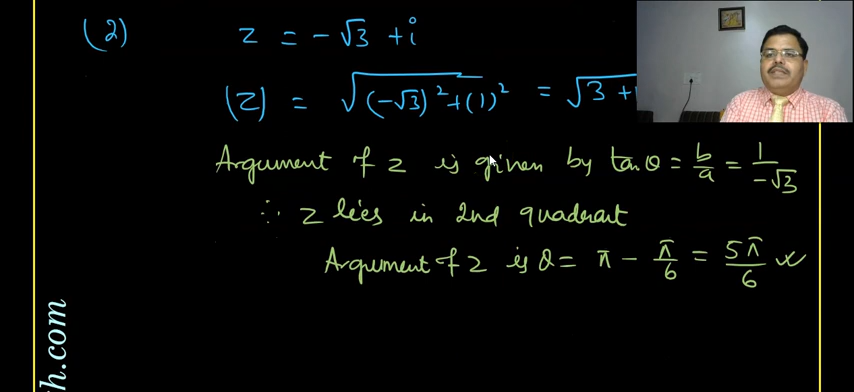 (2) z = -√3 + i
|z| = √(-√3)² + (1)² = √3 +
Argument of z is given by tan θ = b/a = 1/-√3
∴ z lies in 2nd quadrant
Argument of z is θ = π - π/6 = 5π/6
h.com